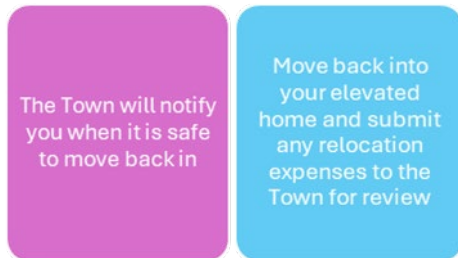 The Town will notify
you when it is safe
to move back in
Move back into
your elevated
home and submit
any relocation
expenses to the
Town for review